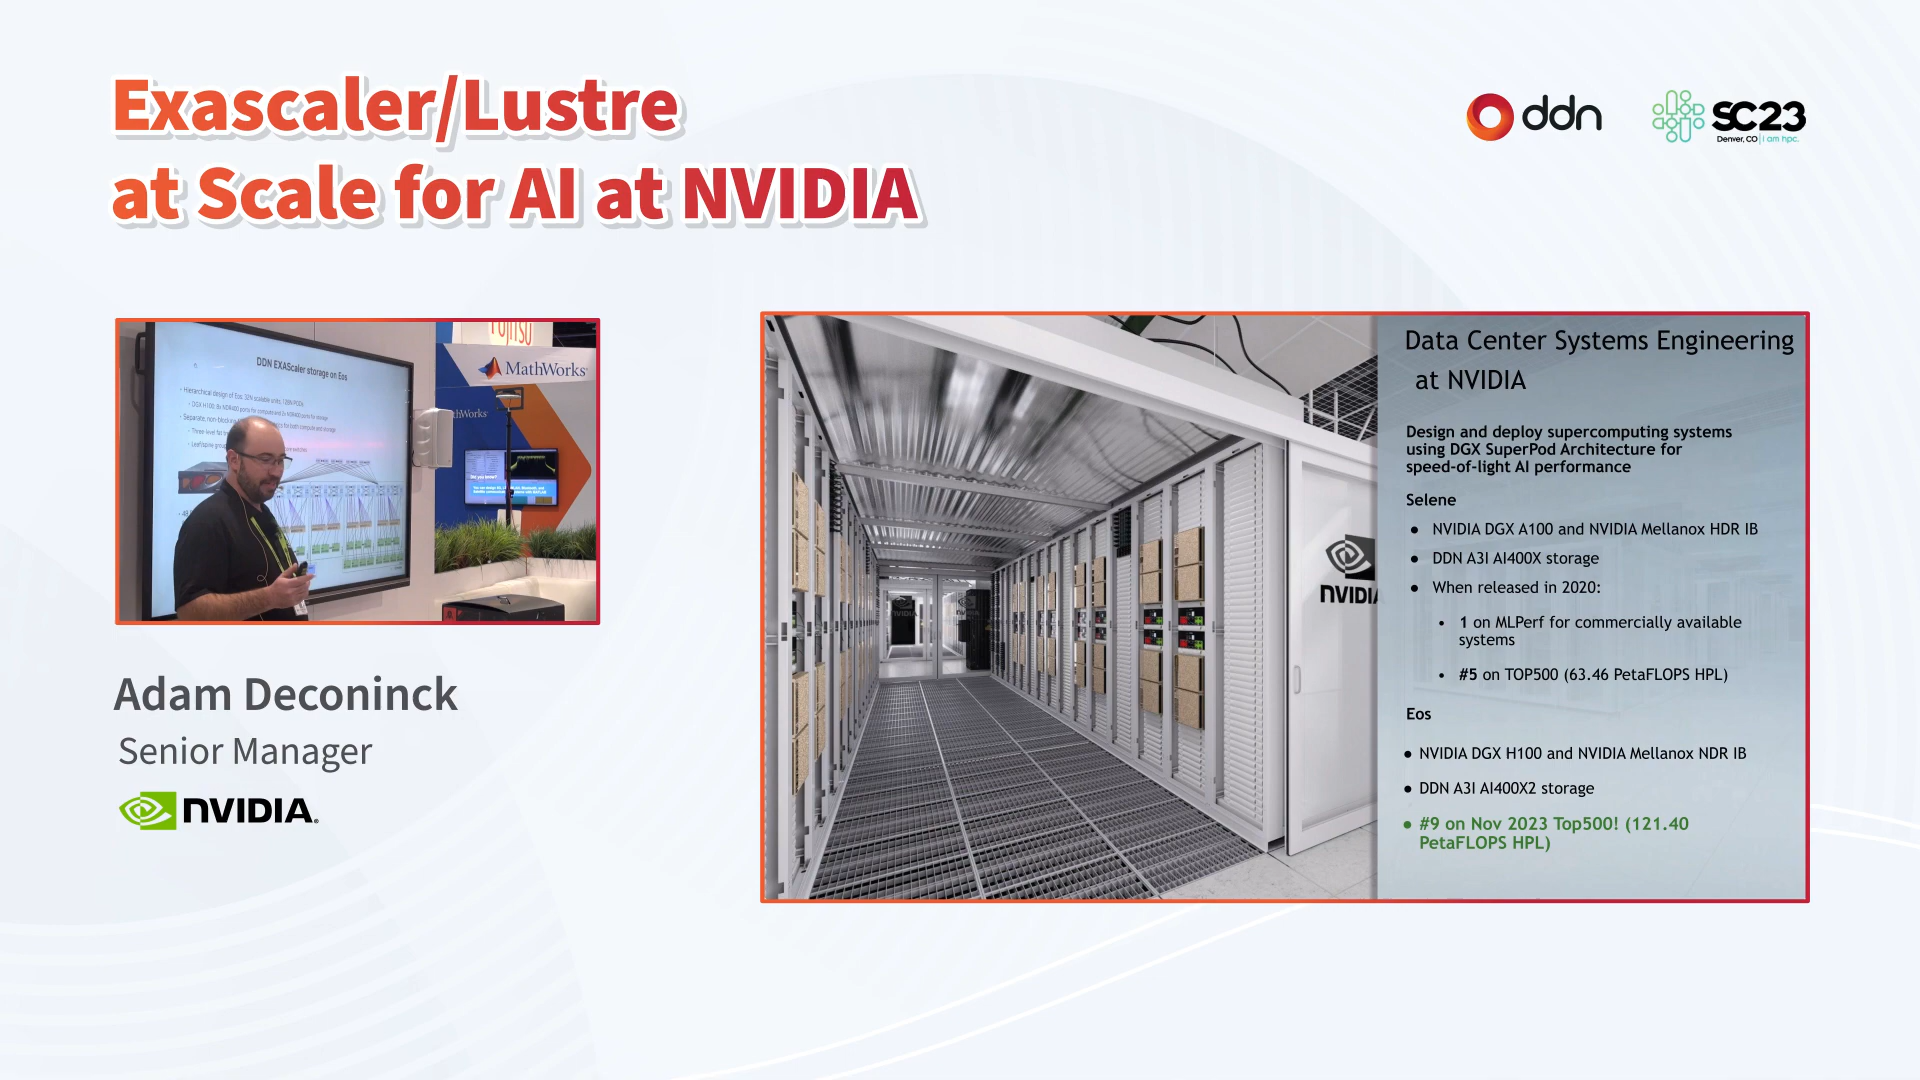 Exascaler/Lustre
at Scale for AI at NVIDIA
ddn
SC23
Denver, CO | i am hpc.
FUJITSU
MathWorks
DDN EXAScaler storage on Eos
Adam Deconinck
Senior Manager
NVIDIA.
NVIDIA
Data Center Systems Engineering
at NVIDIA
Design and deploy supercomputing systems
using DGX SuperPod Architecture for
speed-of-light AI performance
Selene
● NVIDIA DGX A100 and NVIDIA Mellanox HDR IB
● DDN A3I AI400X storage
● When released in 2020:
• 1 on MLPerf for commercially available
systems
• #5 on TOP500 (63.46 PetaFLOPS HPL)
Eos
● NVIDIA DGX H100 and NVIDIA Mellanox NDR IB
● DDN A3I AI400X2 storage
● #9 on Nov 2023 Top500! (121.40
PetaFLOPS HPL)